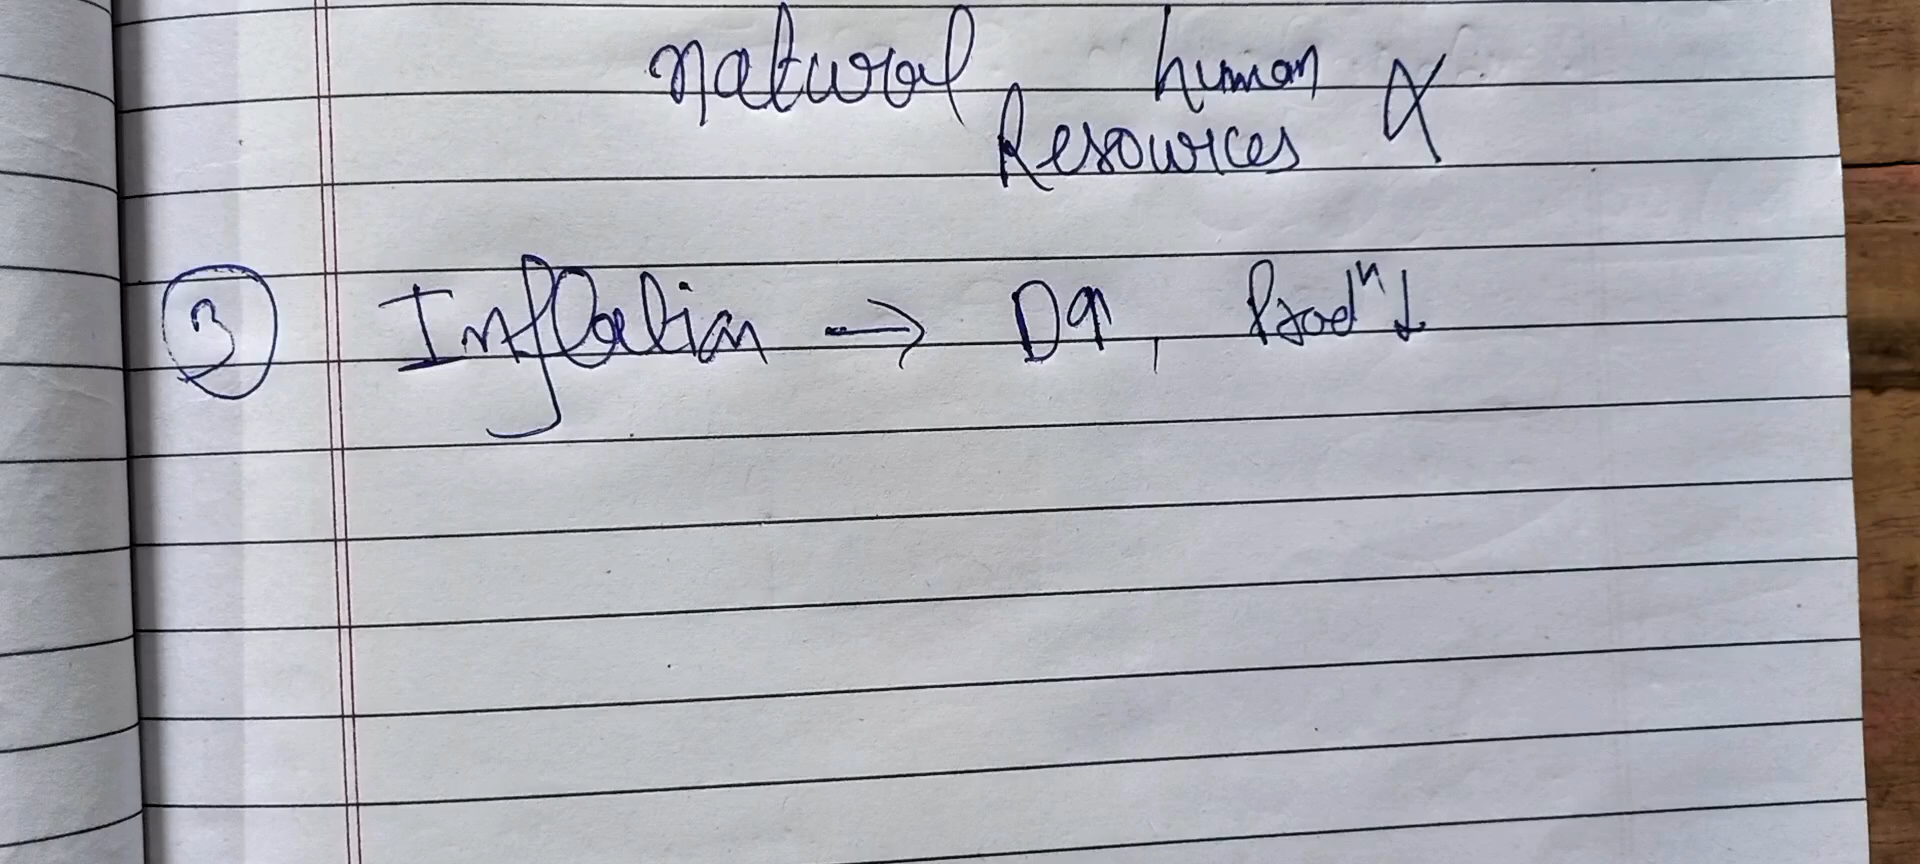 natural human
Resources X
③ Inflation → D↑, Prodⁿ↓